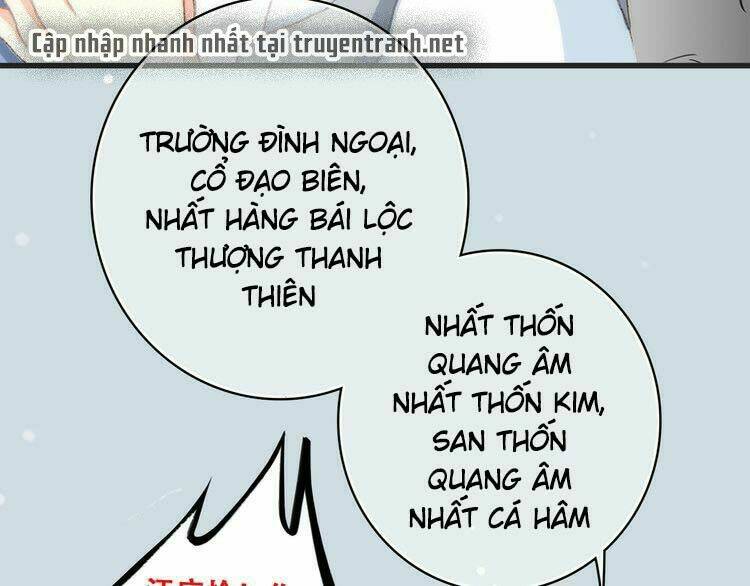 Cập nhập nhanh nhất tại truyentranh.net
TRƯỜNG ĐÌNH NGOẠI,
CỔ ĐẠO BIÊN,
NHẤT HÀNG BÁI LỘC
THƯỢNG THANH
THIÊN
NHẤT THỐN
QUANG ÂM
NHẤT THỐN KIM,
SAN THỐN
QUANG ÂM
NHẤT CÁ HÂM